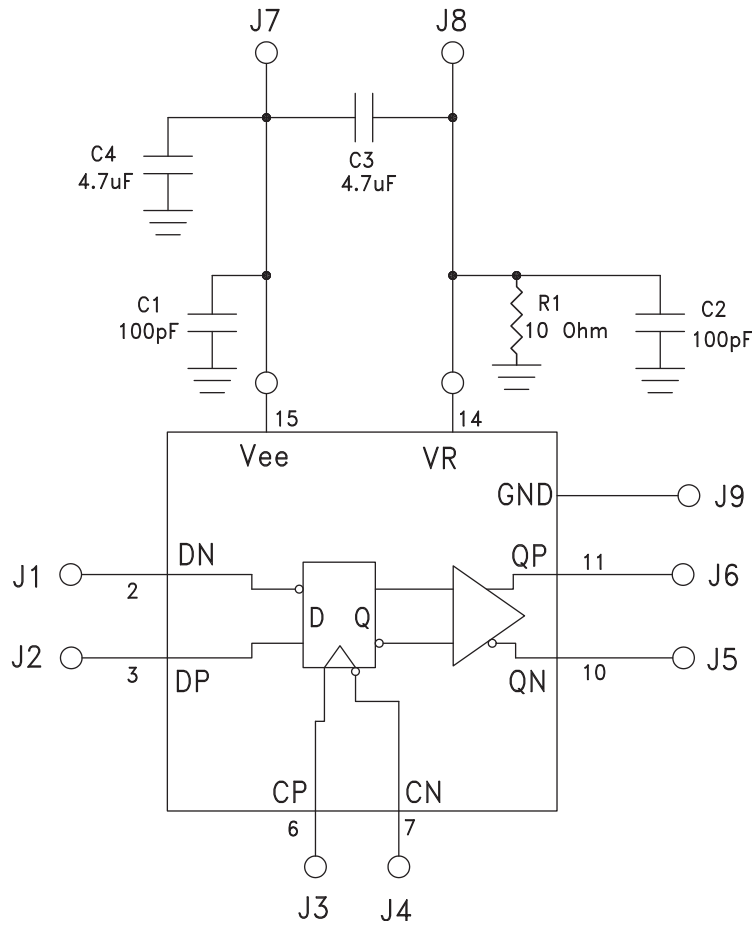 J7
J8
C4
4.7uF
C3
4.7uF
C1
100pF
R1
10 Ohm
C2
100pF
15
14
Vee
VR
GND
J9
DN
QP
11
J1
2
J6
D
Q
J2
3
DP
QN
10
J5
CP
CN
6
7
J3
J4